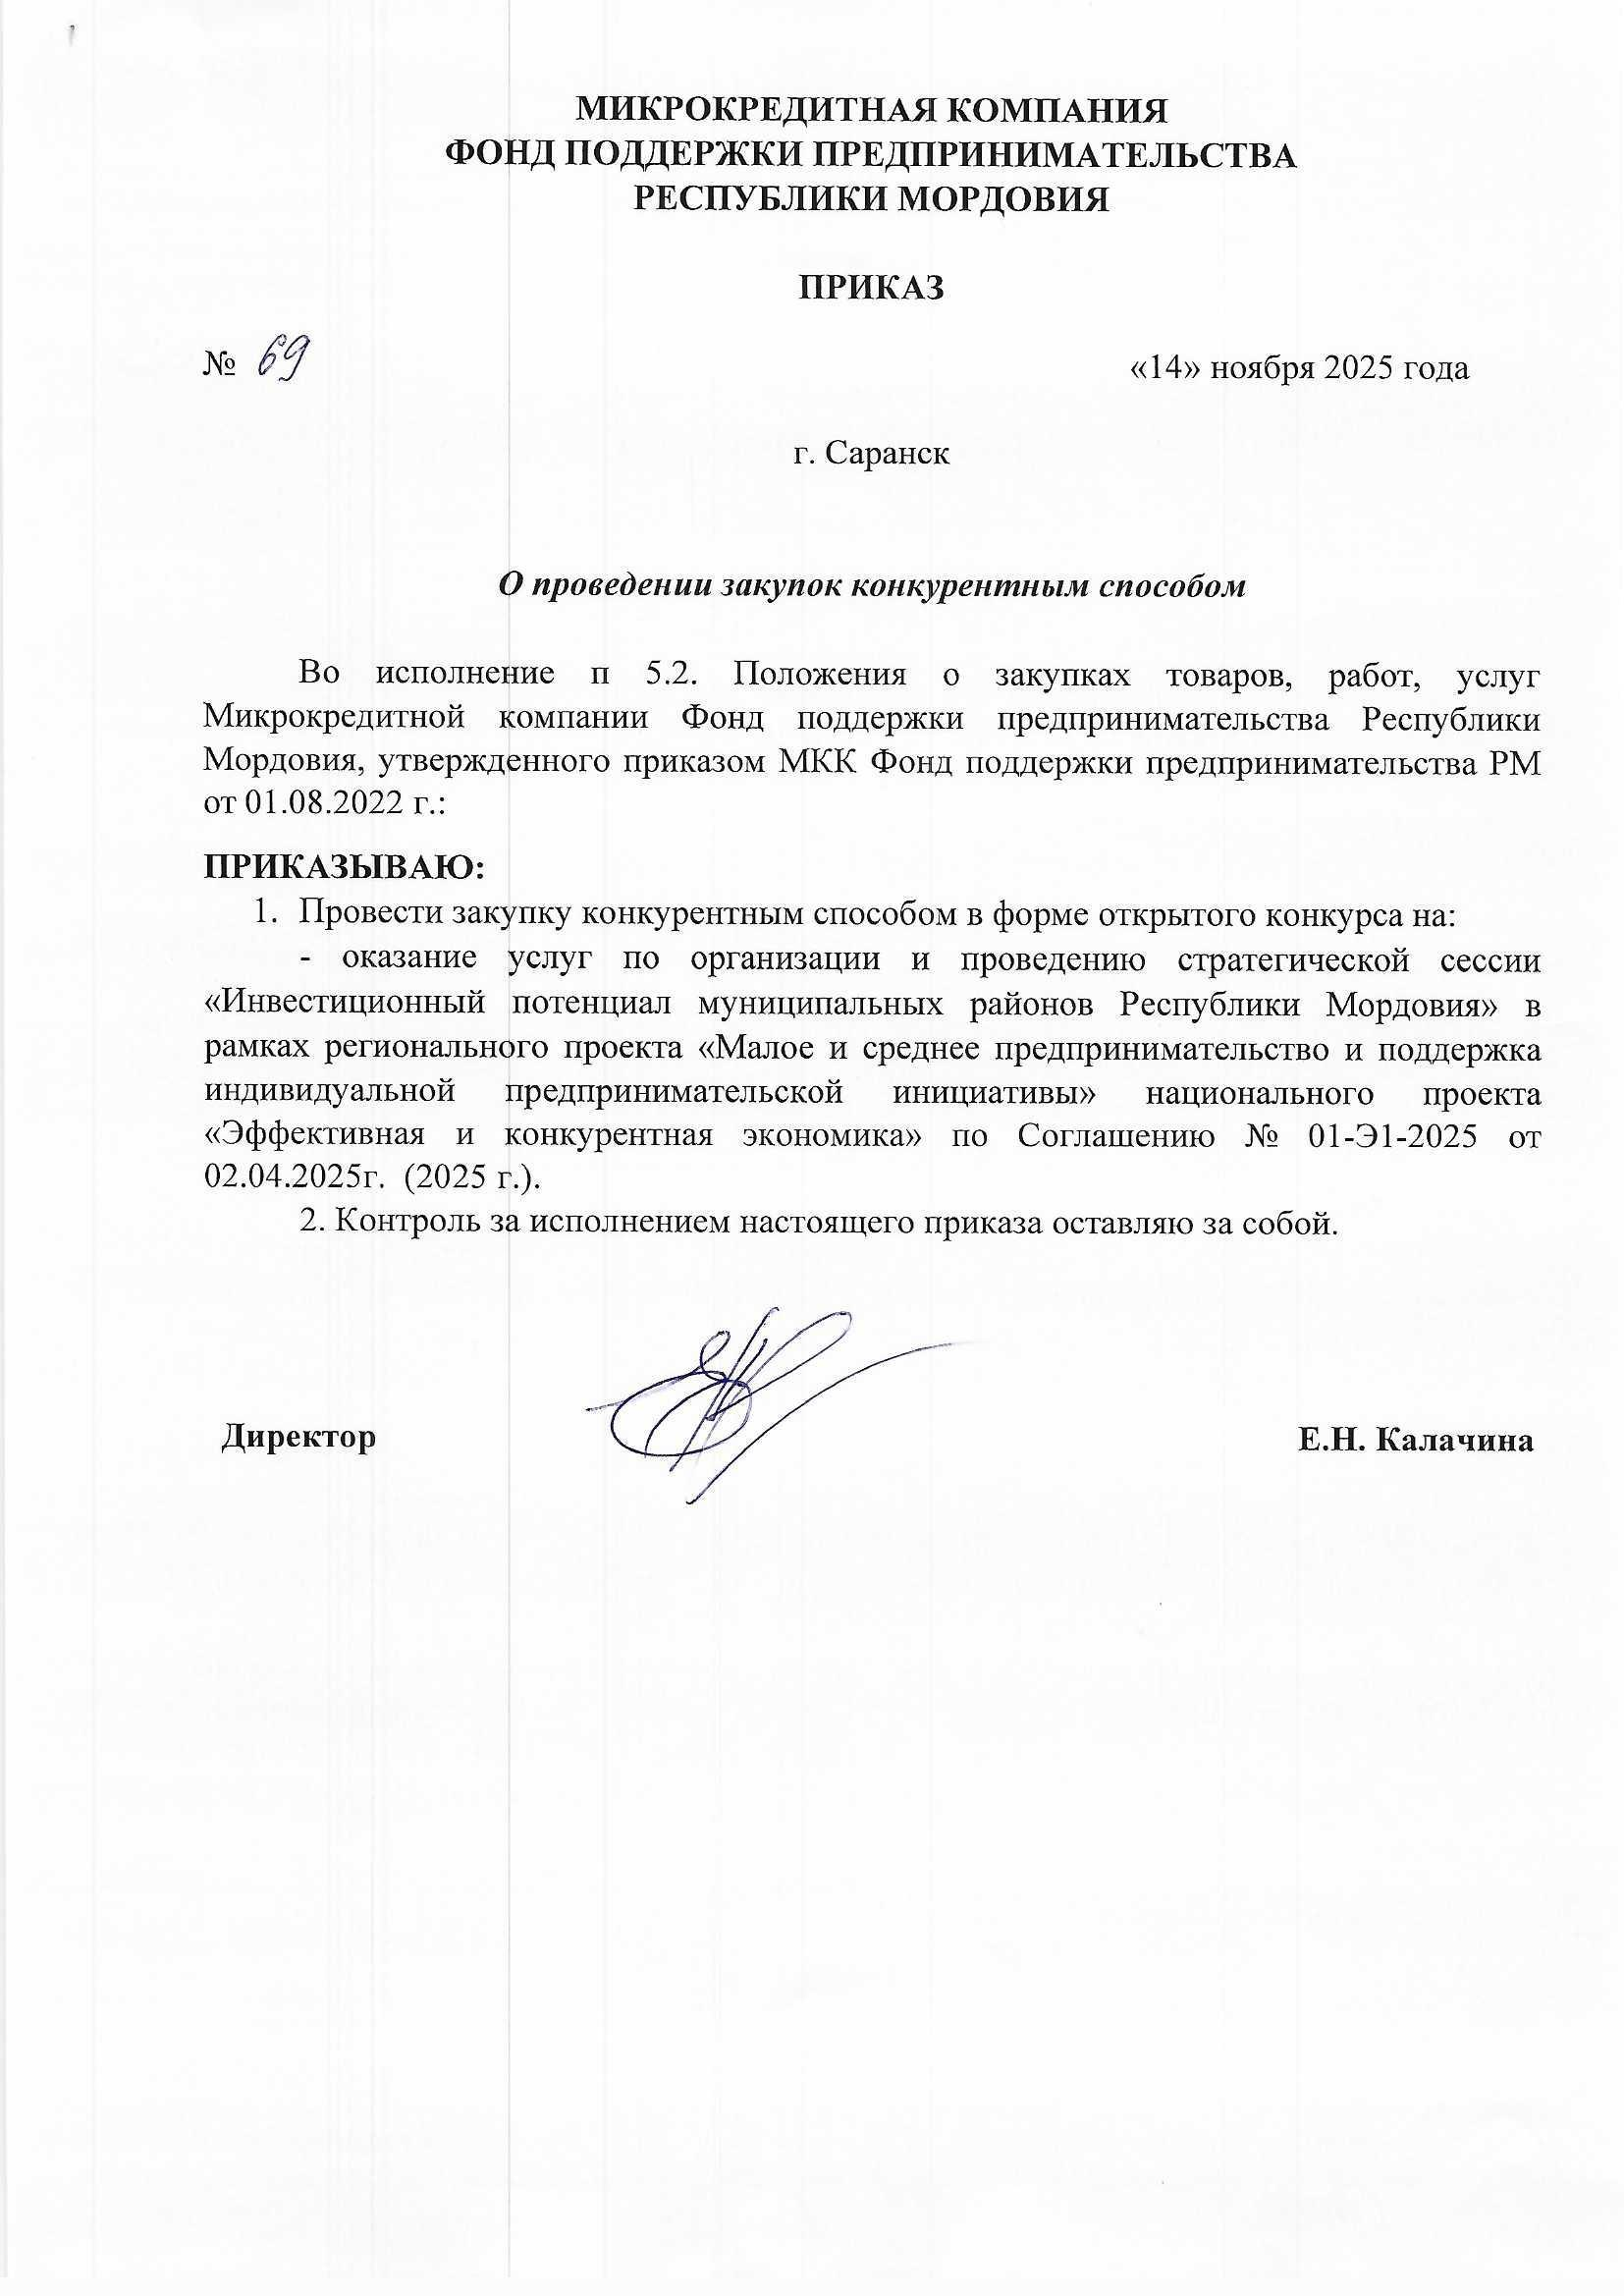 МИКРОКРЕДИТНАЯ КОМПАНИЯ
ФОНД ПОДДЕРЖКИ ПРЕДПРИНИМАТЕЛЬСТВА
РЕСПУБЛИКИ МОРДОВИЯ
ПРИКАЗ
№ 69 «14» ноября 2025 года
г. Саранск
О проведении закупок конкурентным способом
Во исполнение п 5.2. Положения о закупках товаров, работ, услуг
Микрокредитной компании Фонд поддержки предпринимательства Республики
Мордовия, утвержденного приказом МКК Фонд поддержки предпринимательства РМ
от 01.08.2022 г.:
ПРИКАЗЫВАЮ:
1. Провести закупку конкурентным способом в форме открытого конкурса на:
- оказание услуг по организации и проведению стратегической сессии
«Инвестиционный потенциал муниципальных районов Республики Мордовия» в
рамках регионального проекта «Малое и среднее предпринимательство и поддержка
индивидуальной предпринимательской инициативы» национального проекта
«Эффективная и конкурентная экономика» по Соглашению № 01-Э1-2025 от
02.04.2025г. (2025 г.).
2. Контроль за исполнением настоящего приказа оставляю за собой.
Директор Е.Н. Калачина